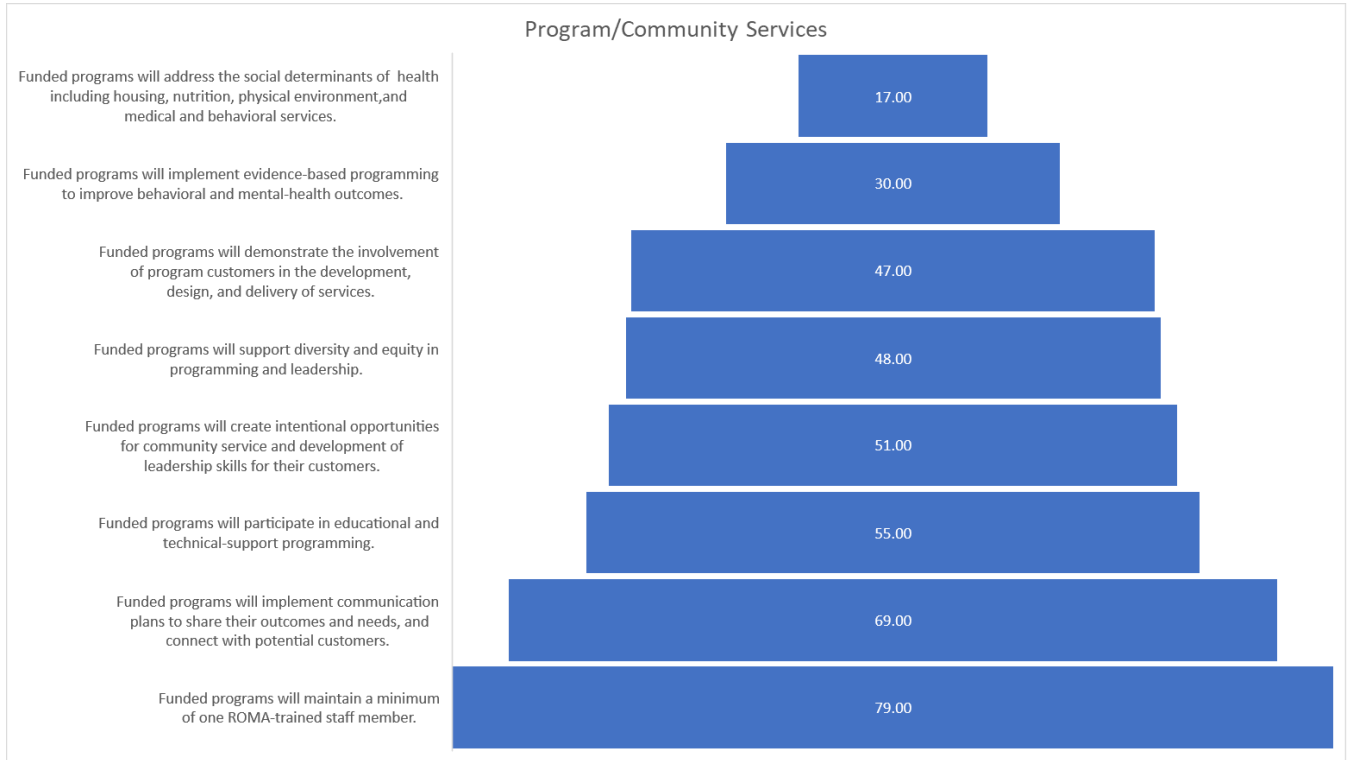 Program/Community Services
Funded programs will address the social determinants of health
including housing, nutrition, physical environment,and
medical and behavioral services.
17.00
Funded programs will implement evidence-based programming
to improve behavioral and mental-health outcomes.
30.00
Funded programs will demonstrate the involvement
of program customers in the development,
design, and delivery of services.
47.00
Funded programs will support diversity and equity in
programming and leadership.
48.00
Funded programs will create intentional opportunities
for community service and development of
leadership skills for their customers.
51.00
Funded programs will participate in educational and
technical-support programming.
55.00
Funded programs will implement communication
plans to share their outcomes and needs, and
connect with potential customers.
69.00
Funded programs will maintain a minimum
of one ROMA-trained staff member.
79.00